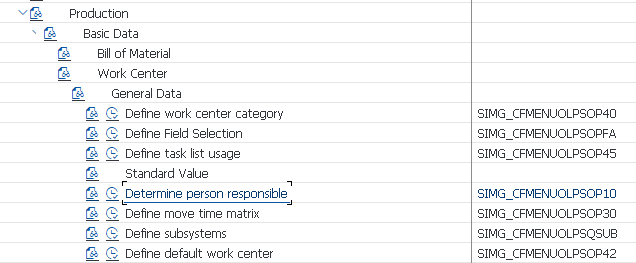 Production
Basic Data
Bill of Material
Work Center
General Data
Define work center category SIMG_CFMENUOLPSOP40
Define Field Selection SIMG_CFMENUOLPSOPFA
Define task list usage SIMG_CFMENUOLPSOP45
Standard Value
Determine person responsible SIMG_CFMENUOLPSOP10
Define move time matrix SIMG_CFMENUOLPSOP30
Define subsystems SIMG_CFMENUOLPSQSUB
Define default work center SIMG_CFMENUOLPSOP42